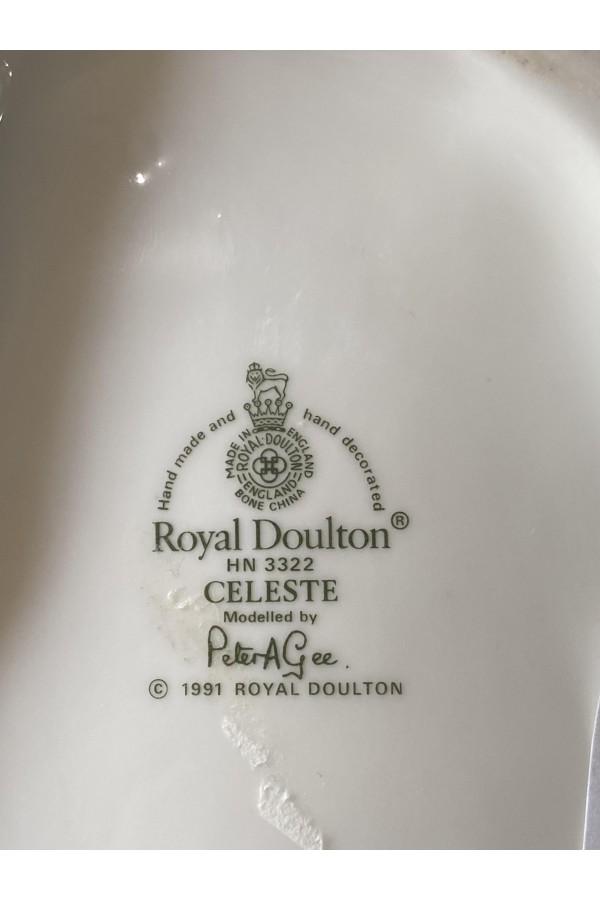 Hand made and hand decorated
MADE IN ENGLAND
ROYAL·DOULTON
ENGLAND
BONE CHINA
Royal Doulton®
HN 3322
CELESTE
Modelled by
Peter A Gee.
© 1991 ROYAL DOULTON